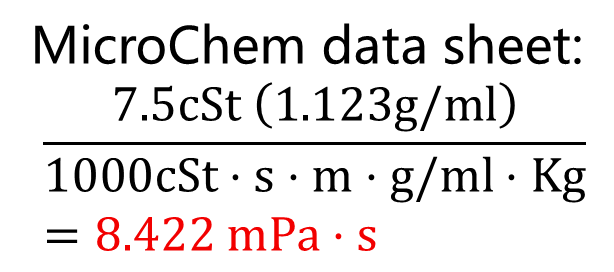 MicroChem data sheet:
7.5cSt (1.123g/ml)
1000cSt · s · m · g/ml · Kg
= 8.422 mPa · s